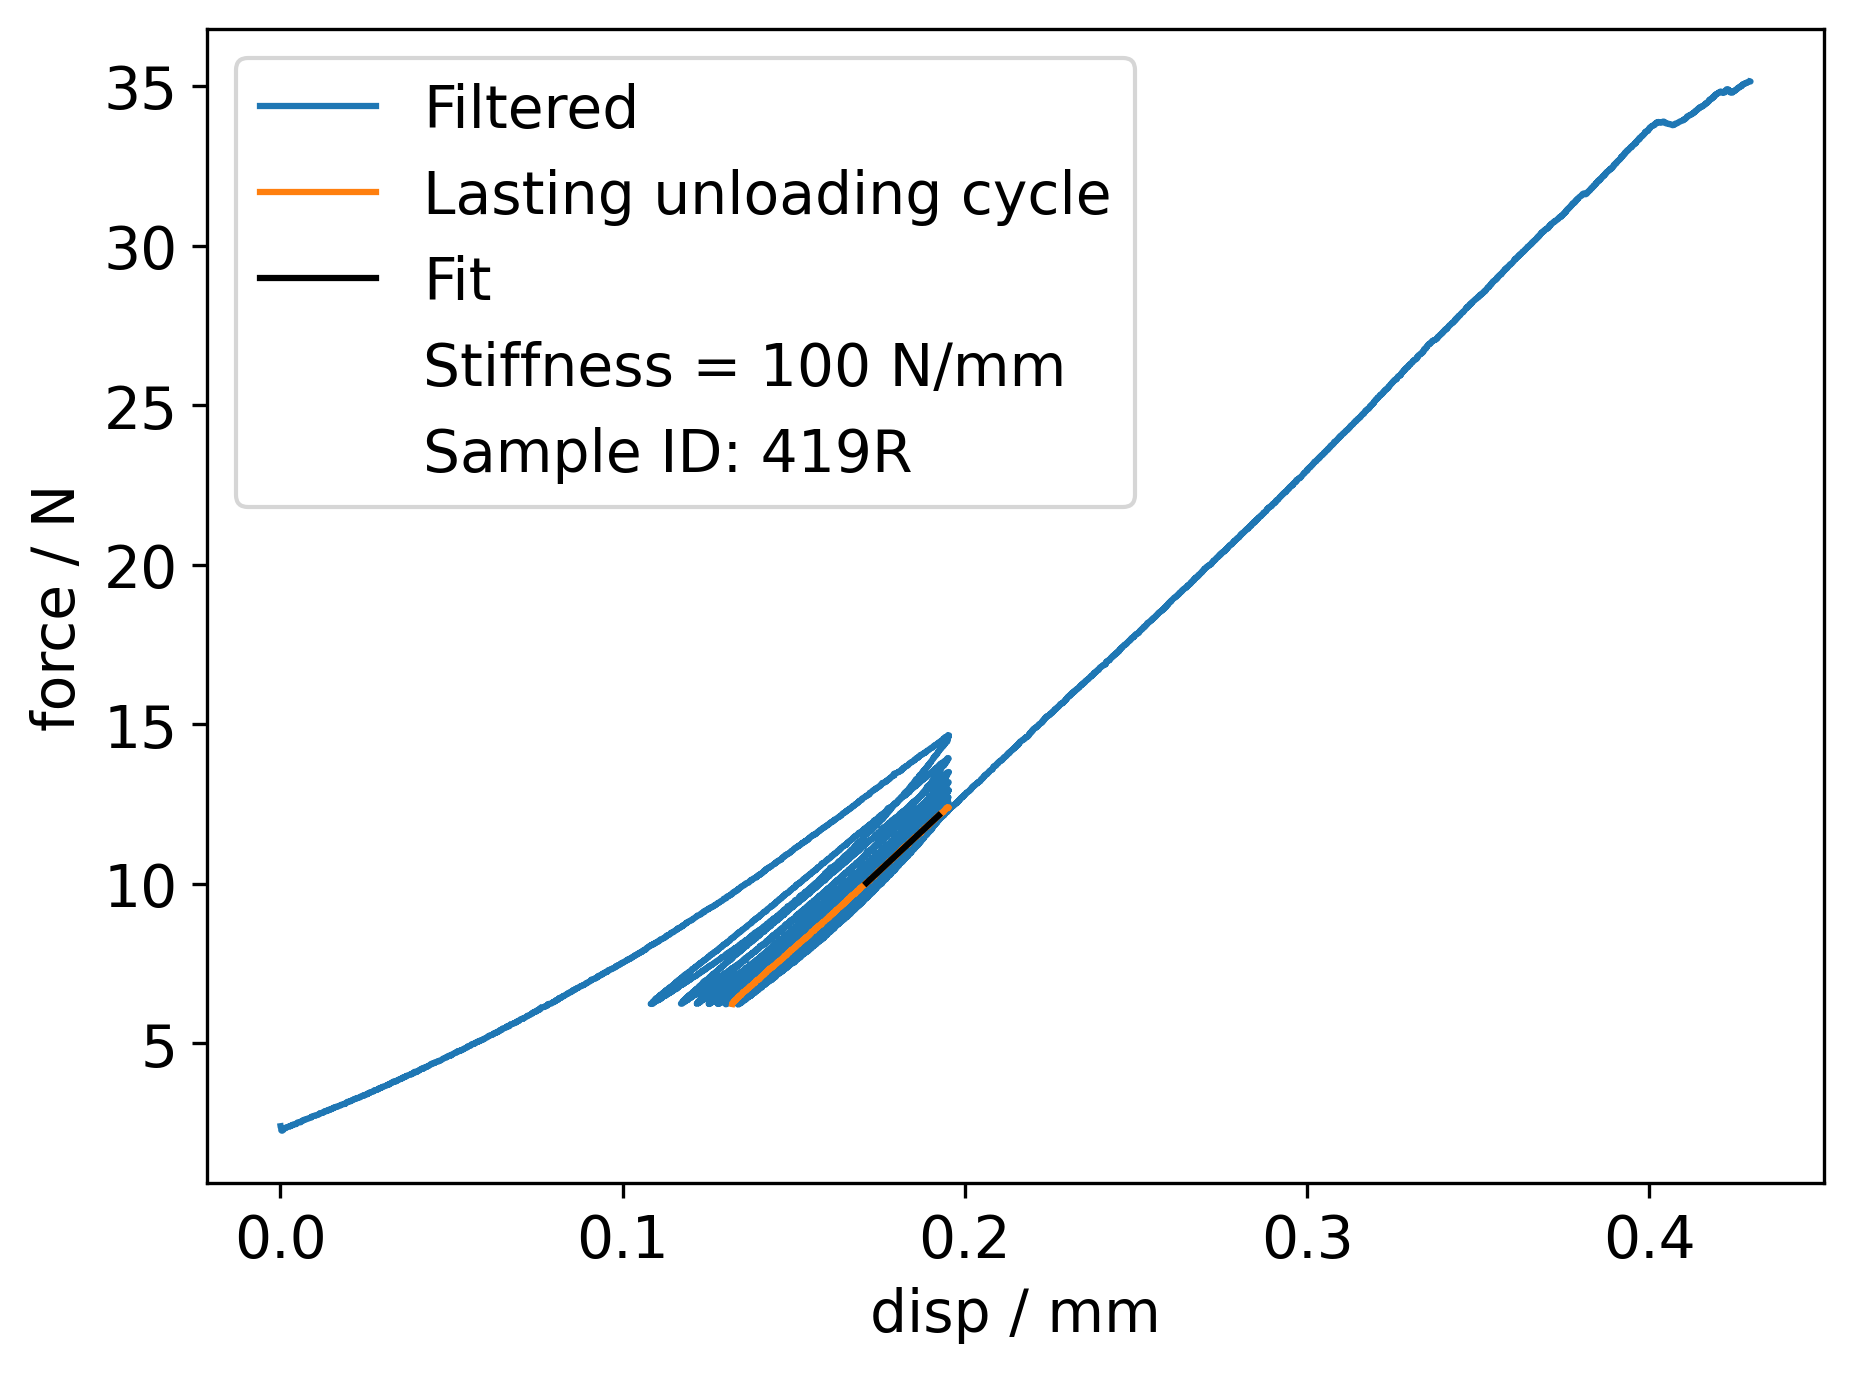 35
30
25
20
15
10
5
force / N
Filtered
Lasting unloading cycle
Fit
Stiffness = 100 N/mm
Sample ID: 419R
0.0 0.1 0.2 0.3 0.4
disp / mm